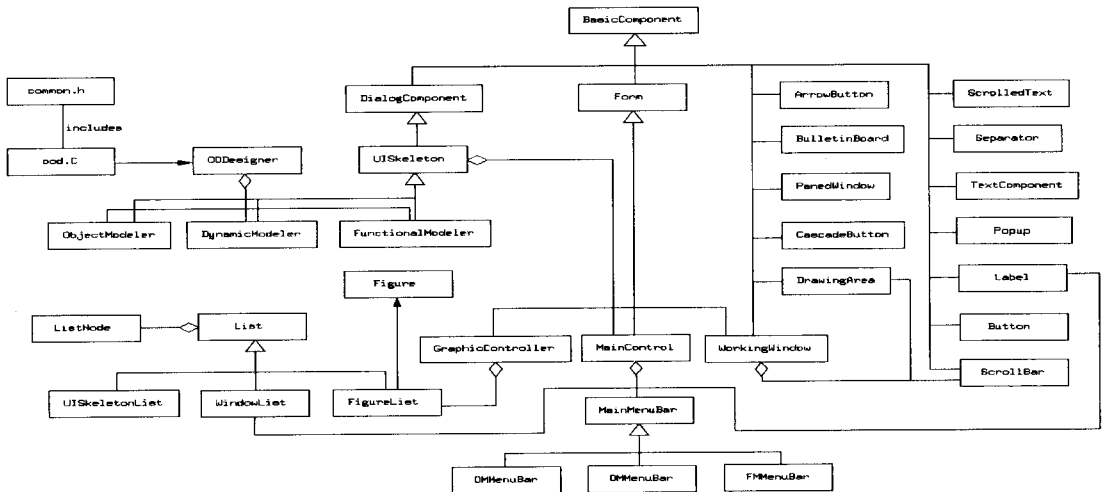 BasicComponent
common.h
DialogComponent
Form
ArrowButton
ScrolledText
includes
BulletinBoard
Separator
ood.C
OODesigner
UISkeleton
PanedWindow
TextComponent
ObjectModeler
DynamicModeler
FunctionalModeler
CascadeButton
Popup
Figure
DrawingArea
Label
ListNode
List
Button
GraphicController
MainControl
WorkingWindow
ScrollBar
UISkeletonList
WindowList
FigureList
MainMenuBar
OMMenuBar
DMMenuBar
FMMenuBar